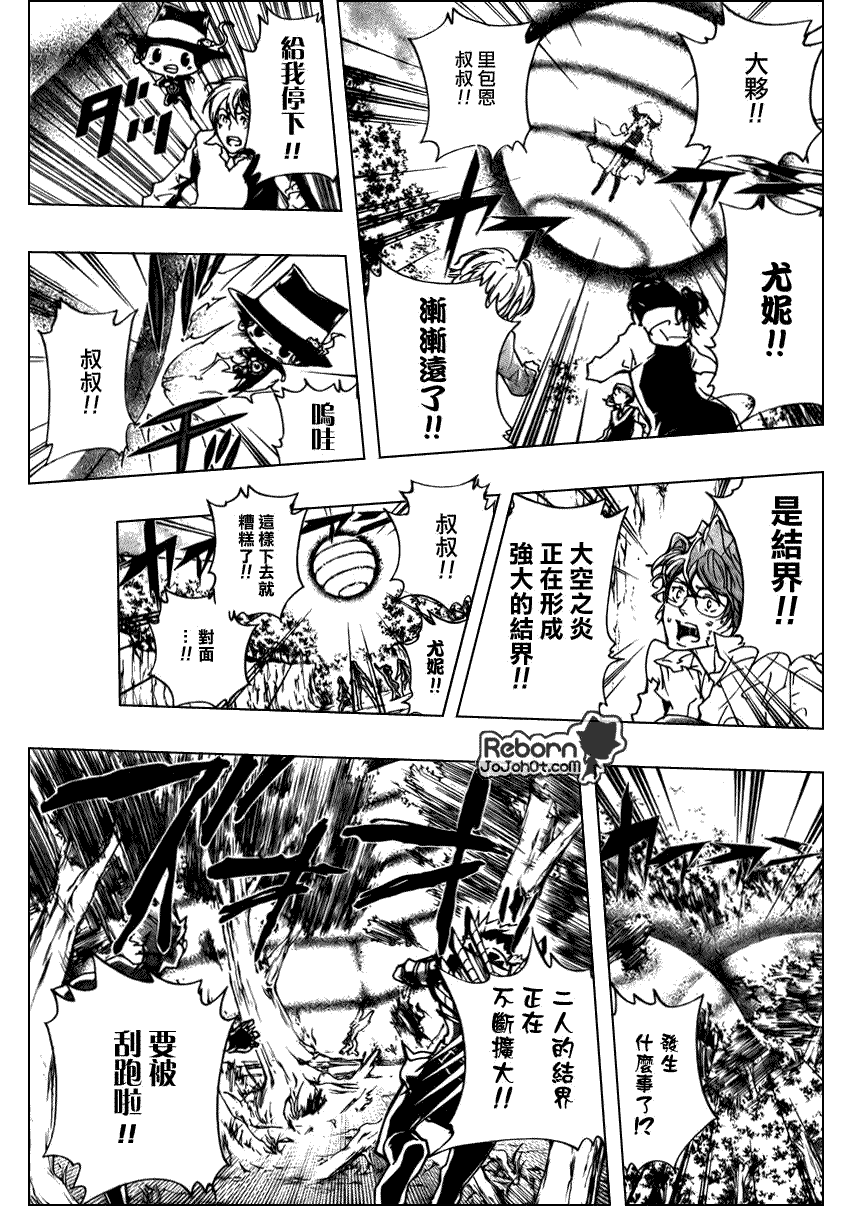 大夥!!
里包恩
叔叔!!
尤妮!!
漸漸遠了!!
給我停下!!
ダッ
嗚哇
叔叔!!
是結界!!
大空之炎
正在形成
強大的結界!!
叔叔!!
尤妮!!
這樣下去就
糟糕了!!
對面
…!!
Reborn
JoJoHot.com
發生
什麼事了!?
二人的結界
正在
不斷擴大!!
要被
刮跑啦!!